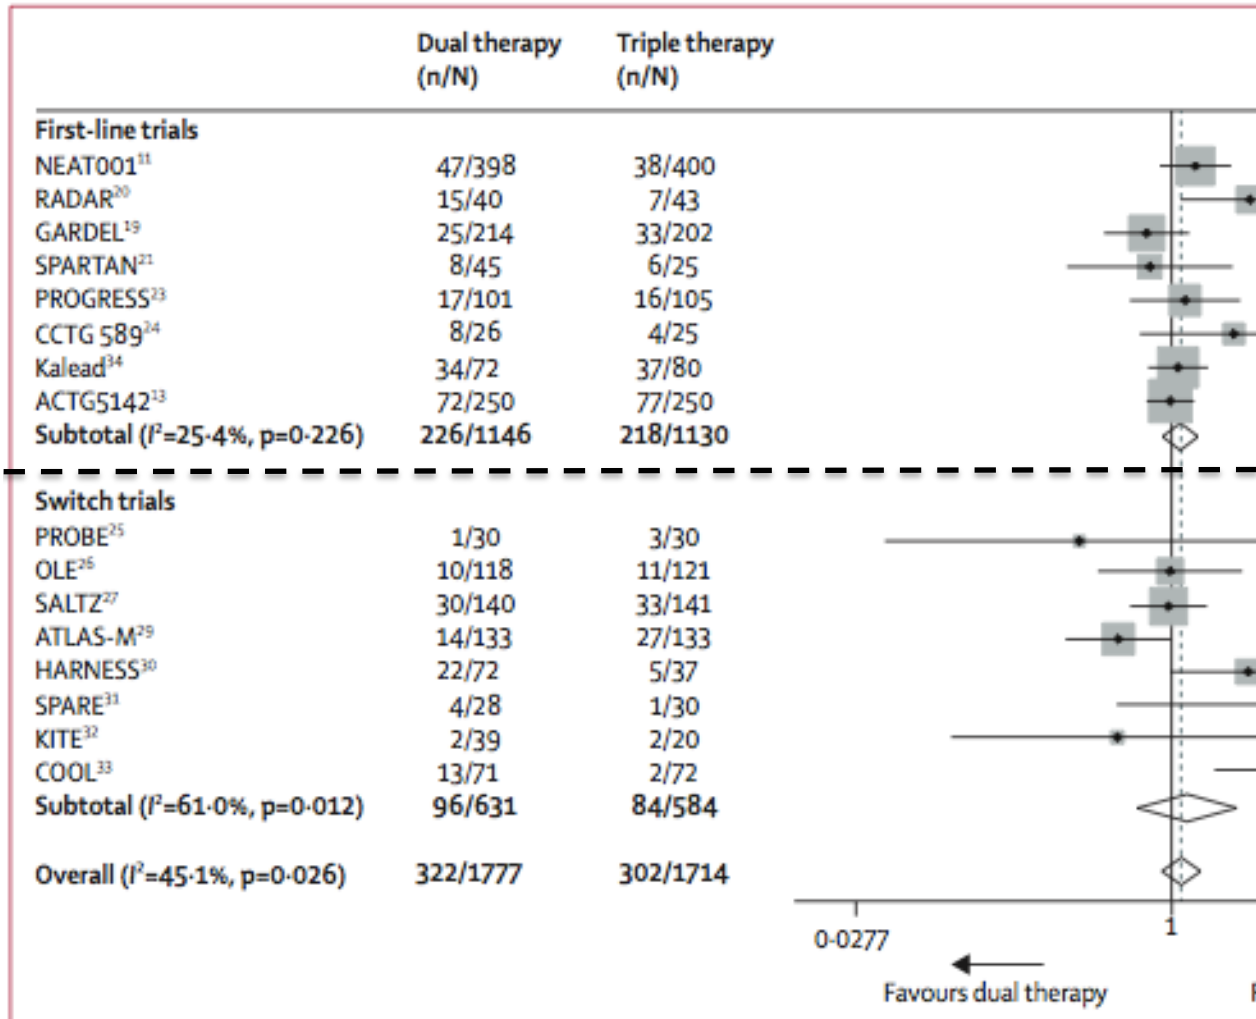 Dual therapy (n/N) Triple therapy (n/N)
First-line trials
NEAT001¹¹ 47/398 38/400
RADAR²⁰ 15/40 7/43
GARDEL¹⁹ 25/214 33/202
SPARTAN²¹ 8/45 6/25
PROGRESS²³ 17/101 16/105
CCTG 589²⁴ 8/26 4/25
Kalead³⁴ 34/72 37/80
ACTG5142¹³ 72/250 77/250
Subtotal (I²=25·4%, p=0·226) 226/1146 218/1130
Switch trials
PROBE²⁵ 1/30 3/30
OLE²⁶ 10/118 11/121
SALTZ²⁷ 30/140 33/141
ATLAS-M²⁹ 14/133 27/133
HARNESS³⁰ 22/72 5/37
SPARE³¹ 4/28 1/30
KITE³² 2/39 2/20
COOL³³ 13/71 2/72
Subtotal (I²=61·0%, p=0·012) 96/631 84/584
Overall (I²=45·1%, p=0·026) 322/1777 302/1714
0·0277 1
Favours dual therapy